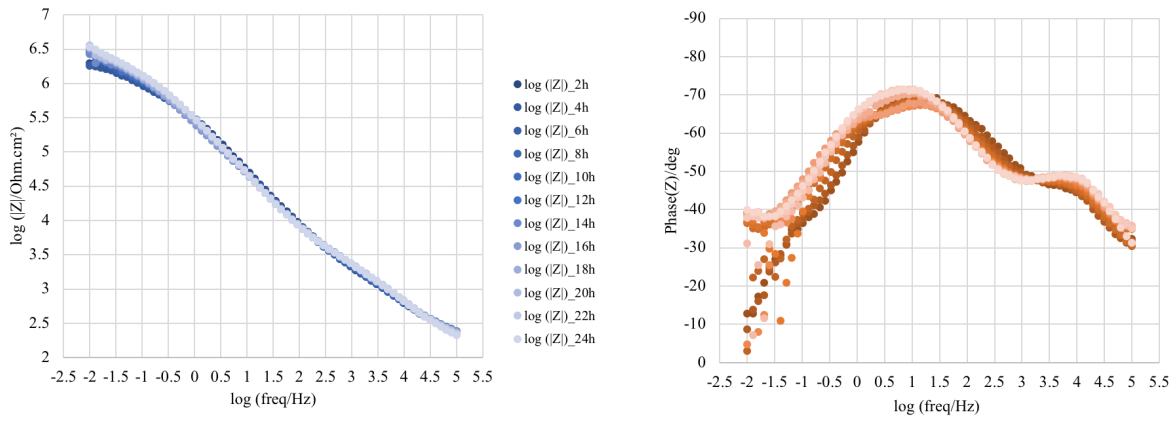 7
6.5
6
5.5
5
4.5
4
3.5
3
2.5
2
log (|Z|/Ohm.cm²)
-2.5 -2 -1.5 -1 -0.5 0 0.5 1 1.5 2 2.5 3 3.5 4 4.5 5 5.5
log (freq/Hz)
log (|Z|)_2h
log (|Z|)_4h
log (|Z|)_6h
log (|Z|)_8h
log (|Z|)_10h
log (|Z|)_12h
log (|Z|)_14h
log (|Z|)_16h
log (|Z|)_18h
log (|Z|)_20h
log (|Z|)_22h
log (|Z|)_24h
-90
-80
-70
-60
-50
-40
-30
-20
-10
0
Phase(Z)/deg
-2.5 -2 -1.5 -1 -0.5 0 0.5 1 1.5 2 2.5 3 3.5 4 4.5 5 5.5
log (freq/Hz)